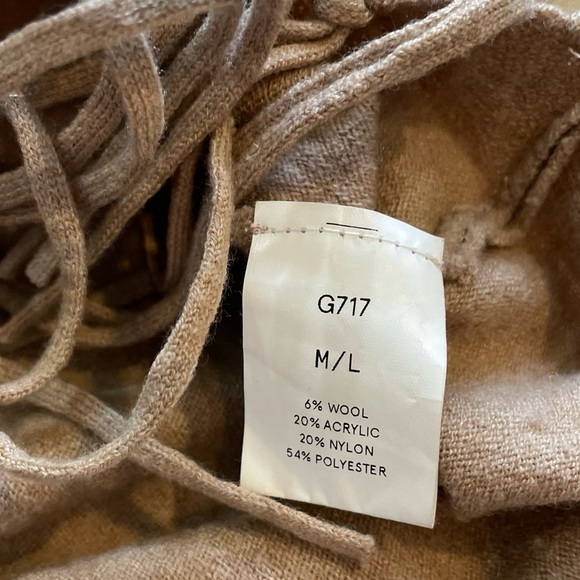 G717
M/L
6% WOOL
20% ACRYLIC
20% NYLON
54% POLYESTER